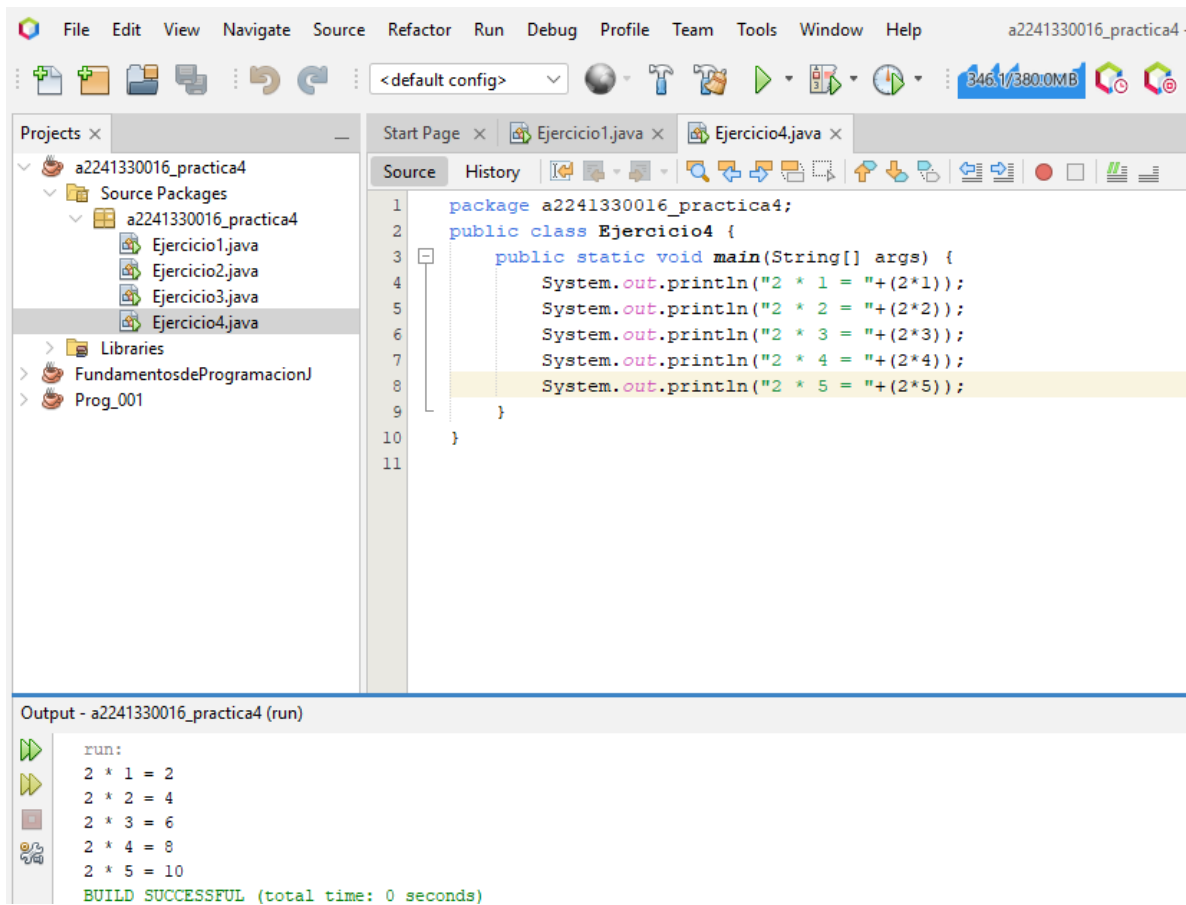 File Edit View Navigate Source Refactor Run Debug Profile Team Tools Window Help a2241330016_practica4 -
<default config> 346.1/380.0MB
Projects
Start Page Ejercicio1.java Ejercicio4.java
Source History
a2241330016_practica4
Source Packages
a2241330016_practica4
Ejercicio1.java
Ejercicio2.java
Ejercicio3.java
Ejercicio4.java
Libraries
FundamentosdeProgramacionJ
Prog_001
1 package a2241330016_practica4;
2 public class Ejercicio4 {
3 public static void main(String[] args) {
4 System.out.println("2 * 1 = "+(2*1));
5 System.out.println("2 * 2 = "+(2*2));
6 System.out.println("2 * 3 = "+(2*3));
7 System.out.println("2 * 4 = "+(2*4));
8 System.out.println("2 * 5 = "+(2*5));
9 }
10 }
11
Output - a2241330016_practica4 (run)
run:
2 * 1 = 2
2 * 2 = 4
2 * 3 = 6
2 * 4 = 8
2 * 5 = 10
BUILD SUCCESSFUL (total time: 0 seconds)